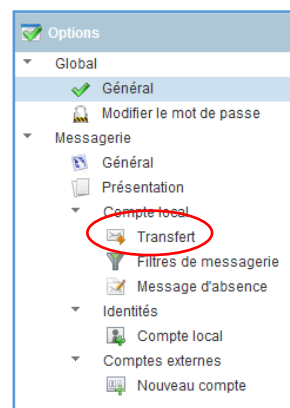 Options
Global
Général
Modifier le mot de passe
Messagerie
Général
Présentation
Compte local
Transfert
Filtres de messagerie
Message d'absence
Identités
Compte local
Comptes externes
Nouveau compte